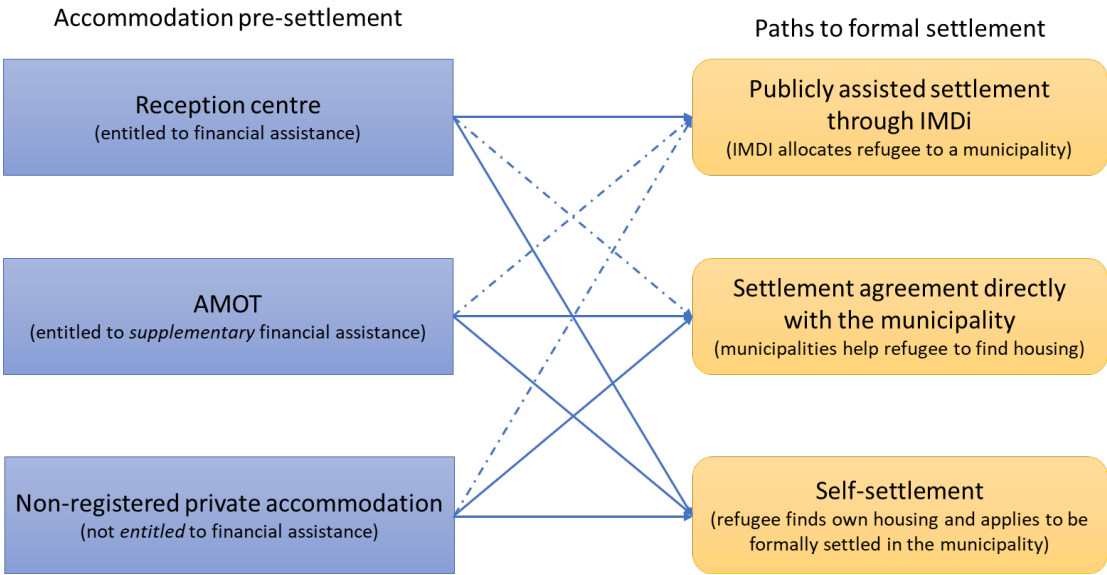 Accommodation pre-settlement
Paths to formal settlement
Reception centre
(entitled to financial assistance)
Publicly assisted settlement
through IMDi
(IMDI allocates refugee to a municipality)
AMOT
(entitled to supplementary financial assistance)
Settlement agreement directly
with the municipality
(municipalities help refugee to find housing)
Non-registered private accommodation
(not entitled to financial assistance)
Self-settlement
(refugee finds own housing and applies to be
formally settled in the municipality)